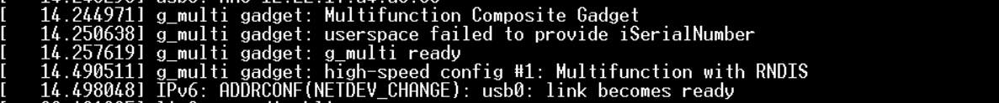 [   14.244971] g_multi gadget: Multifunction Composite Gadget
[   14.250638] g_multi gadget: userspace failed to provide iSerialNumber
[   14.257619] g_multi gadget: g_multi ready
[   14.490511] g_multi gadget: high-speed config #1: Multifunction with RNDIS
[   14.498048] IPv6: ADDRCONF(NETDEV_CHANGE): usb0: link becomes ready